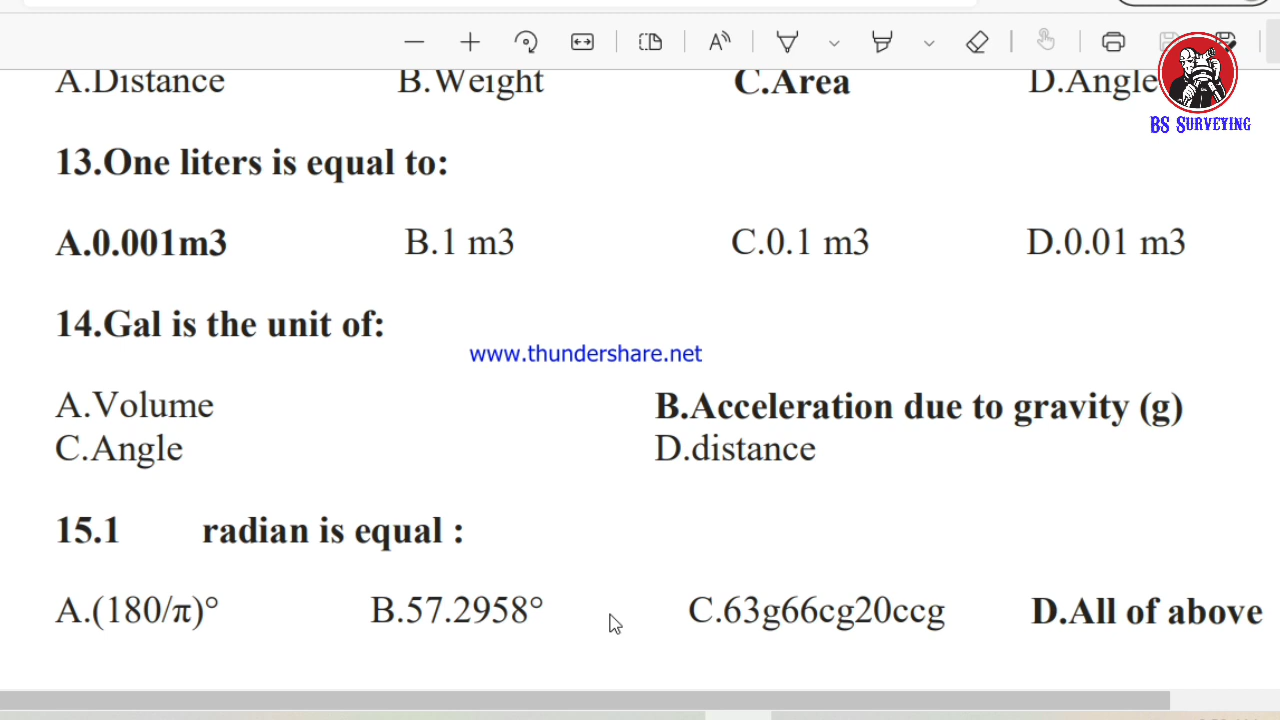 A.Distance B.Weight C.Area D.Angle
BS SURVEYING
13.One liters is equal to:
A.0.001m3 B.1 m3 C.0.1 m3 D.0.01 m3
14.Gal is the unit of:
www.thundershare.net
A.Volume B.Acceleration due to gravity (g)
C.Angle D.distance
15.1 radian is equal :
A.(180/π)° B.57.2958° C.63g66cg20ccg D.All of above